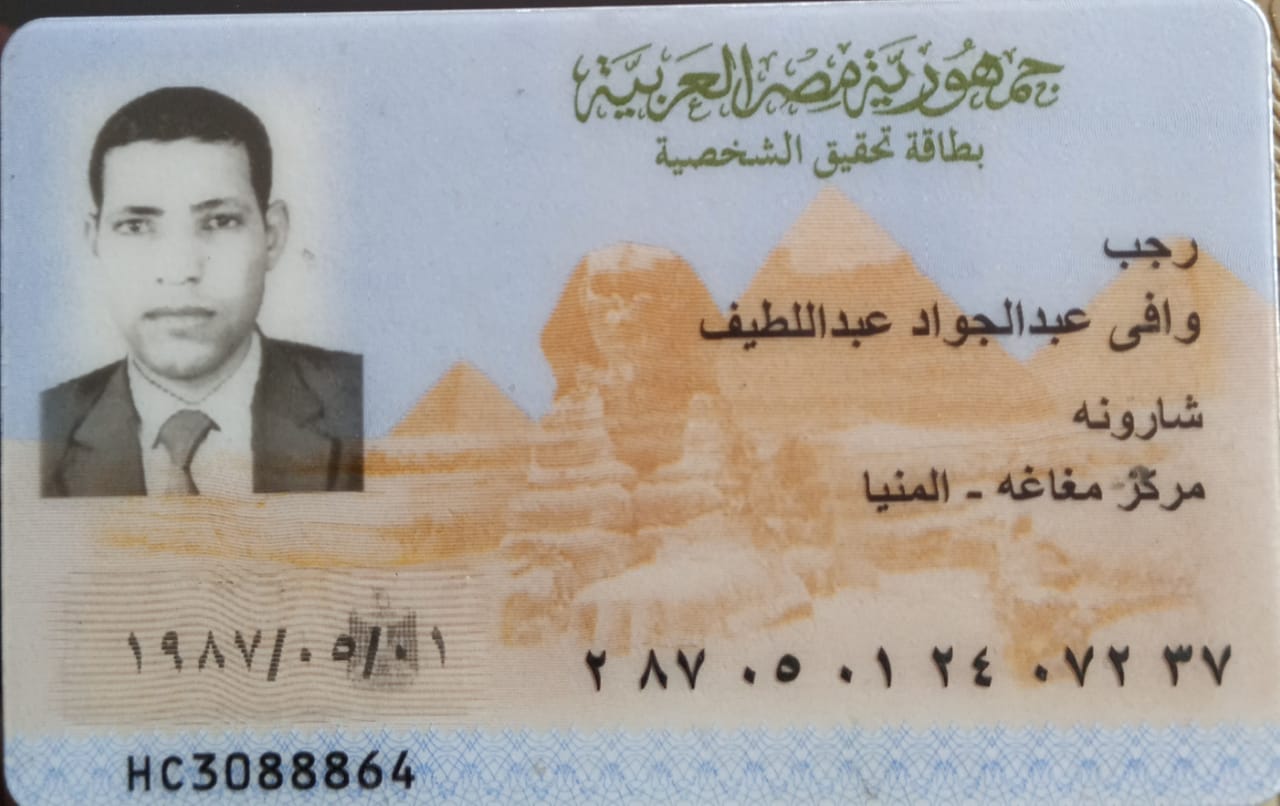 جمهورية مصر العربية
بطاقة تحقيق الشخصية
رجب
وافى عبدالجواد عبداللطيف
شارونه
مركز مغاغه - المنيا
١٩٨٧/٠٥/٠١
٢ ٨٧ ٠٥ ٠١ ٢٤ ٠٧٢ ٣٧
HC3088864